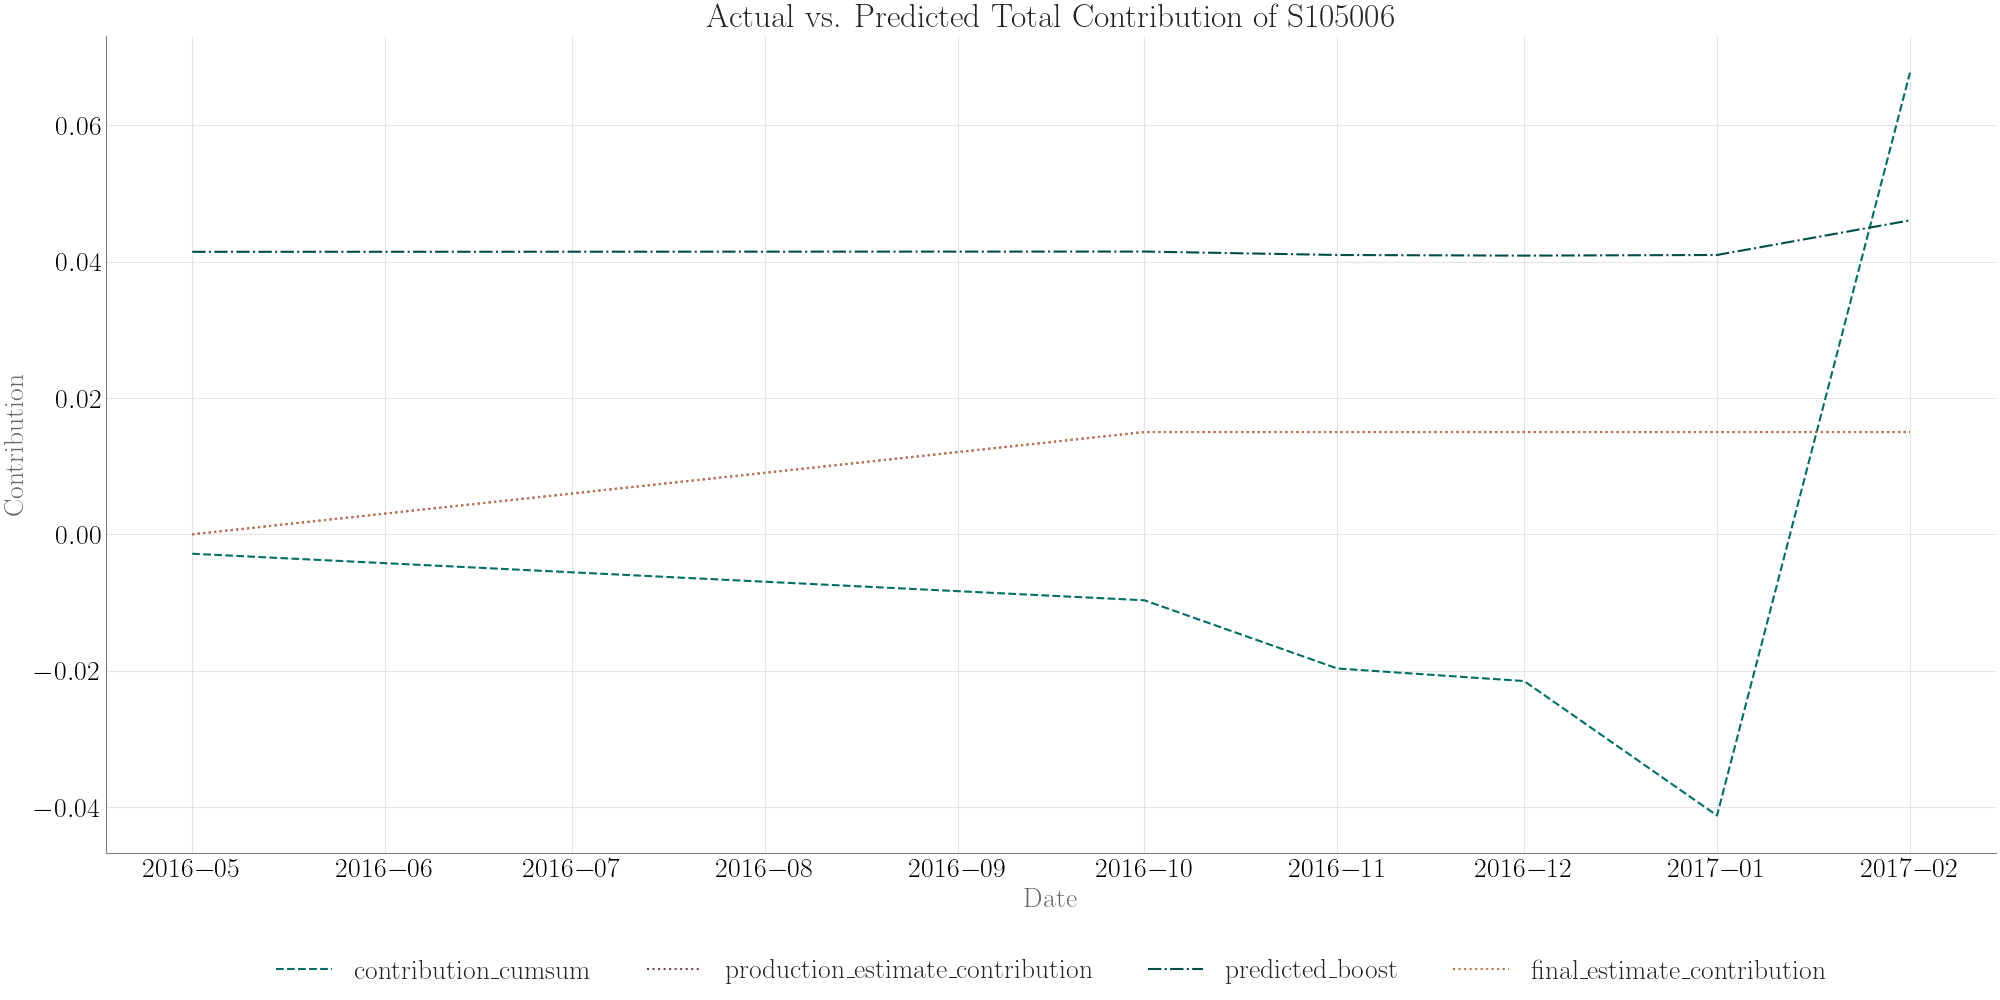 Actual vs. Predicted Total Contribution of S105006
Contribution
0.06
0.04
0.02
0.00
−0.02
−0.04
2016−05 2016−06 2016−07 2016−08 2016−09 2016−10 2016−11 2016−12 2017−01 2017−02
Date
contribution_cumsum production_estimate_contribution predicted_boost final_estimate_contribution